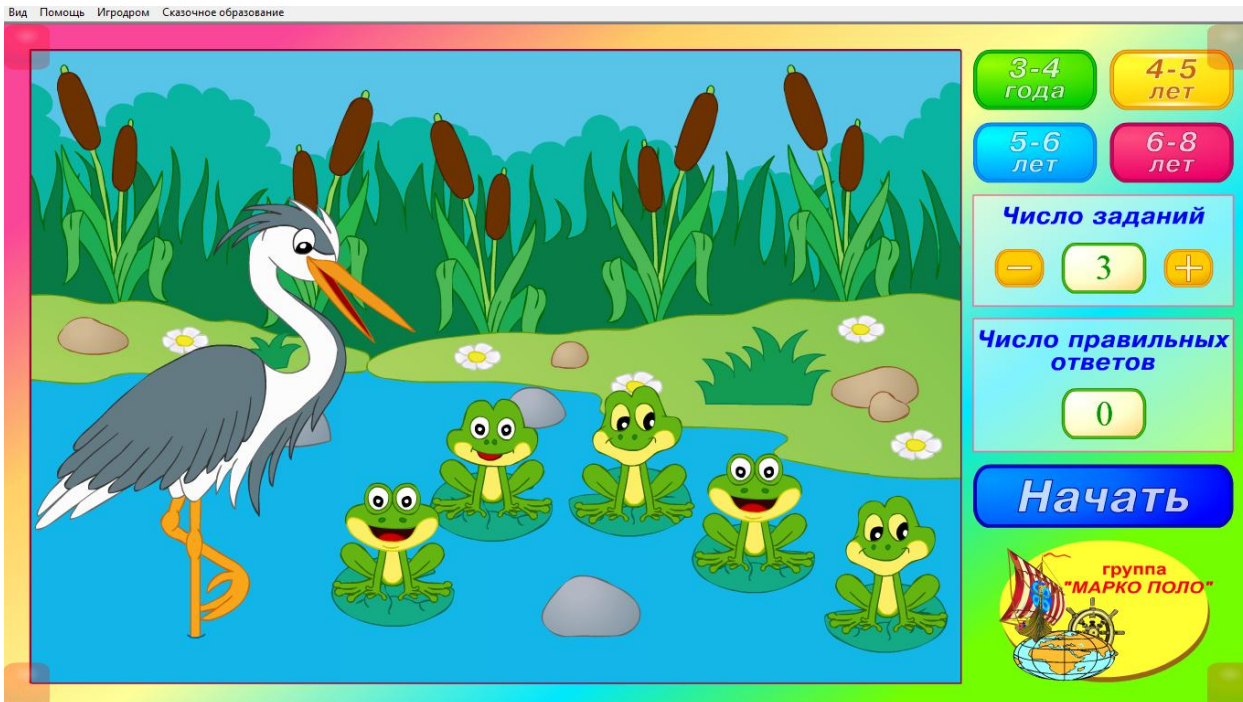 Вид Помощь Игродром Сказочное образование
3-4
года
4-5
лет
5-6
лет
6-8
лет
Число заданий
3
Число правильных
ответов
0
Начать
группа
"МАРКО ПОЛО"